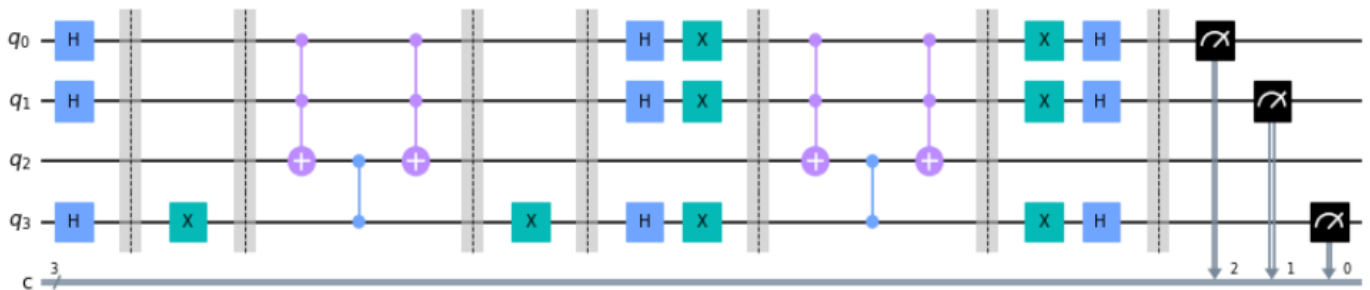 q0 H H X X H
q1 H H X X H
q2
q3 H X X H X X H
c 3 2 1 0